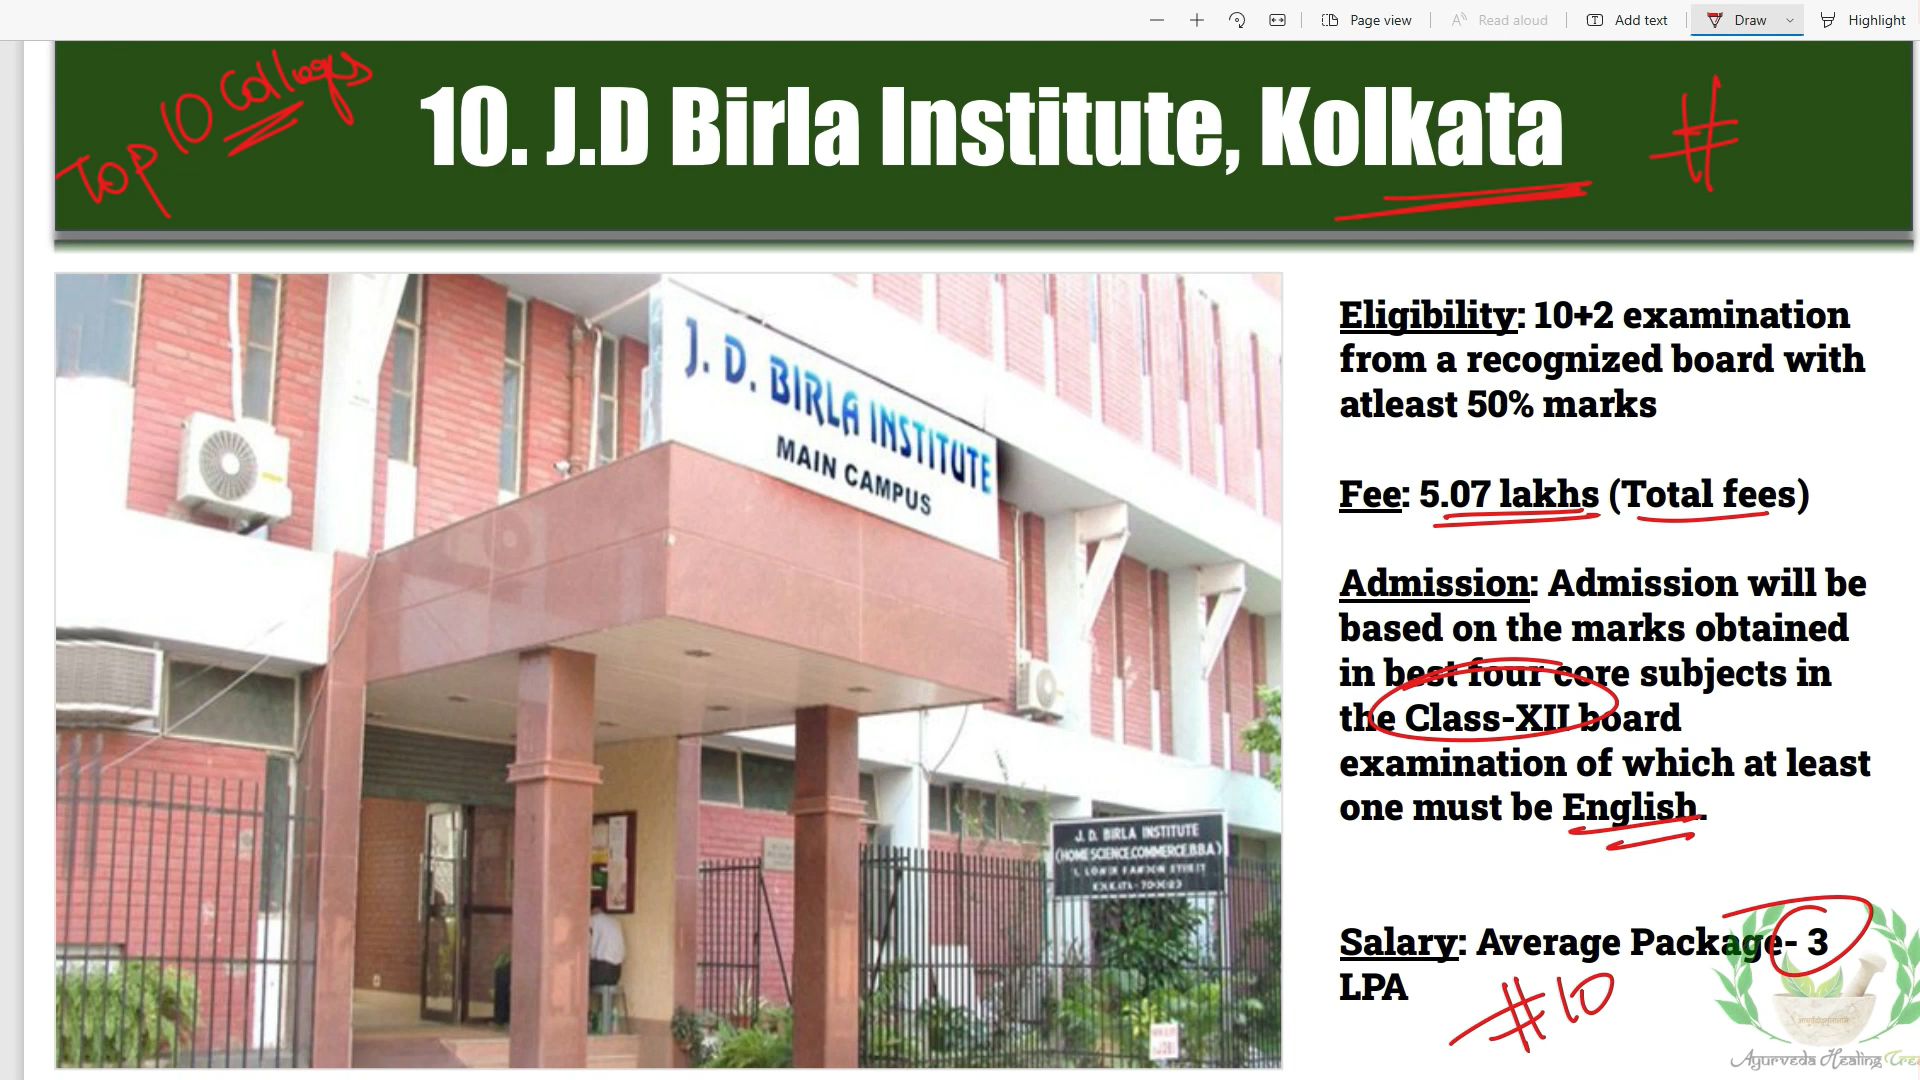 Page view
Read aloud
Add text
Draw
Highlight
Top 10 Colleges
10. J.D Birla Institute, Kolkata
#
J. D. BIRLA INSTITUTE
MAIN CAMPUS
J. D. BIRLA INSTITUTE
(HOME SCIENCE, COMMERCE, B.B.A.)
KOLKATA - 700023
Eligibility: 10+2 examination
from a recognized board with
atleast 50% marks
Fee: 5.07 lakhs (Total fees)
Admission: Admission will be
based on the marks obtained
in best four core subjects in
the Class-XII board
examination of which at least
one must be English.
Salary: Average Package- 3
LPA
#10
Ayurveda Healing Tre